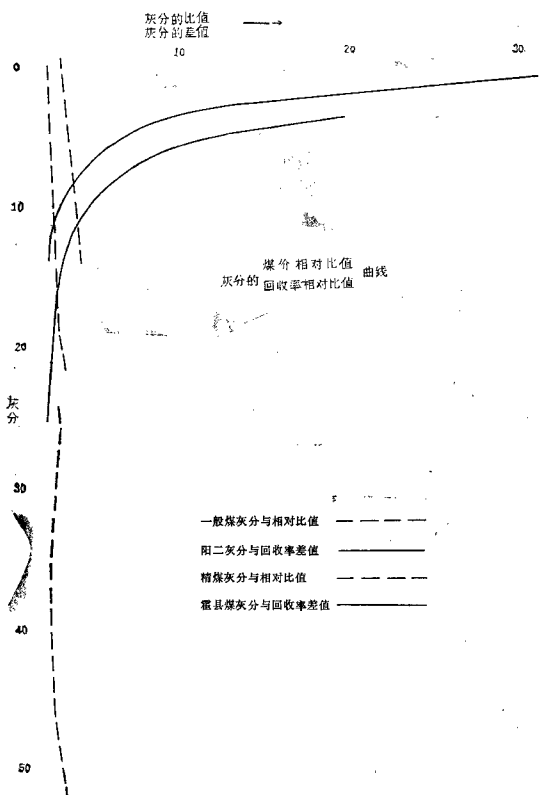 灰分的比值
灰分的差值
10 20 30
0
10
煤价相对比值
灰分的 曲线
回收率相对比值
20
灰分
30
一般煤灰分与相对比值
阳二灰分与回收率差值
精煤灰分与相对比值
霍县煤灰分与回收率差值
40
50